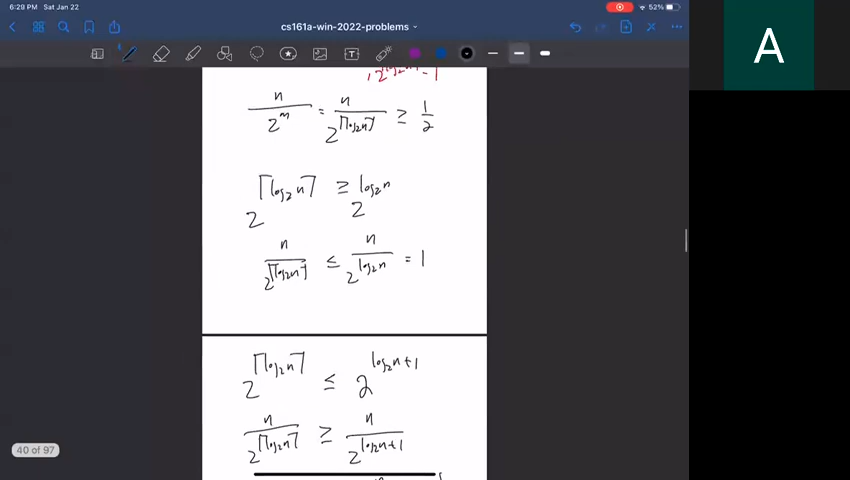 6:29 PM Sat Jan 22
52%
cs161a-win-2022-problems
A
n / 2^m = n / 2^⌈log₂n⌉ ≥ 1/2
2^⌈log₂n⌉ ≥ 2^log₂n
n / 2^⌈log₂n⌉ ≤ n / 2^log₂n = 1
2^⌈log₂n⌉ ≤ 2^log₂n+1
n / 2^⌈log₂n⌉ ≥ n / 2^log₂n+1
40 of 97